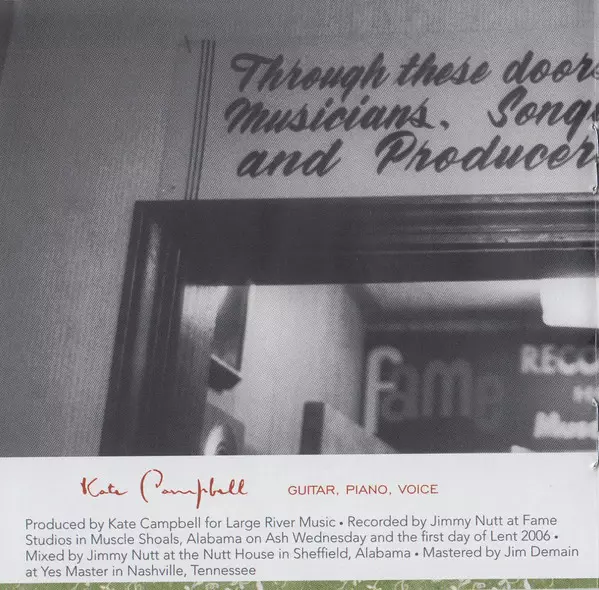 Through these doors
Musicians. Song
and Producer
fame
RECO
H
Musc
Kate Campbell
GUITAR, PIANO, VOICE
Produced by Kate Campbell for Large River Music • Recorded by Jimmy Nutt at Fame
Studios in Muscle Shoals, Alabama on Ash Wednesday and the first day of Lent 2006 •
Mixed by Jimmy Nutt at the Nutt House in Sheffield, Alabama • Mastered by Jim Demain
at Yes Master in Nashville, Tennessee